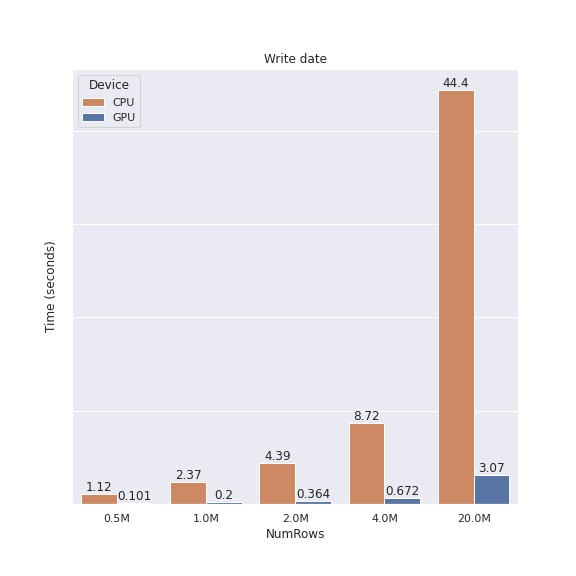 Write date
Device
CPU
GPU
44.4
8.72
4.39
3.07
2.37
1.12
0.672
0.364
0.2
0.101
Time (seconds)
0.5M 1.0M 2.0M 4.0M 20.0M
NumRows